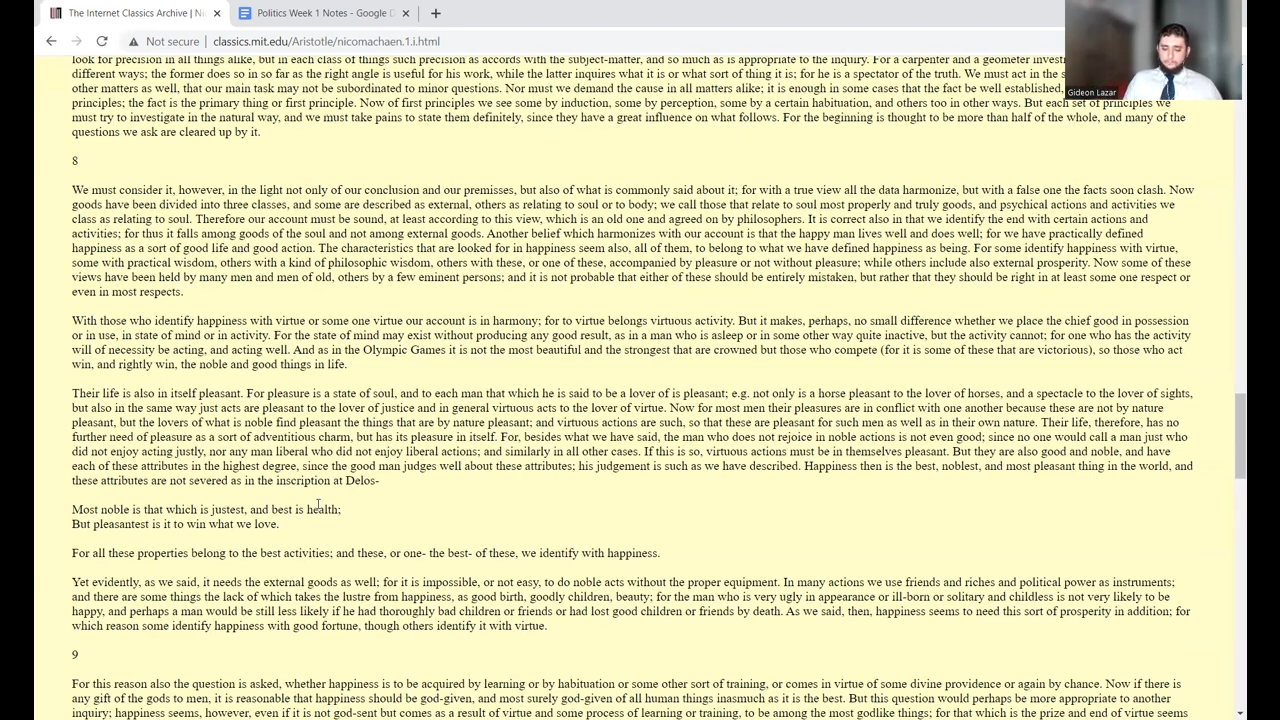 The Internet Classics Archive | Ni
Politics Week 1 Notes - Google D
Not secure
classics.mit.edu/Aristotle/nicomachaen.1.i.html
look for precision in all things alike, but in each class of things such precision as accords with the subject-matter, and so much as is appropriate to the inquiry. For a carpenter and a geometer investi
different ways; the former does so in so far as the right angle is useful for his work, while the latter inquires what it is or what sort of thing it is; for he is a spectator of the truth. We must act in the s
other matters as well, that our main task may not be subordinated to minor questions. Nor must we demand the cause in all matters alike; it is enough in some cases that the fact be well established,
Gideon Lazar
principles; the fact is the primary thing or first principle. Now of first principles we see some by induction, some by perception, some by a certain habituation, and others too in other ways. But each set of principles we
must try to investigate in the natural way, and we must take pains to state them definitely, since they have a great influence on what follows. For the beginning is thought to be more than half of the whole, and many of the
questions we ask are cleared up by it.
8
We must consider it, however, in the light not only of our conclusion and our premisses, but also of what is commonly said about it; for with a true view all the data harmonize, but with a false one the facts soon clash. Now
goods have been divided into three classes, and some are described as external, others as relating to soul or to body; we call those that relate to soul most properly and truly goods, and psychical actions and activities we
class as relating to soul. Therefore our account must be sound, at least according to this view, which is an old one and agreed on by philosophers. It is correct also in that we identify the end with certain actions and
activities; for thus it falls among goods of the soul and not among external goods. Another belief which harmonizes with our account is that the happy man lives well and does well; for we have practically defined
happiness as a sort of good life and good action. The characteristics that are looked for in happiness seem also, all of them, to belong to what we have defined happiness as being. For some identify happiness with virtue,
some with practical wisdom, others with a kind of philosophic wisdom, others with these, or one of these, accompanied by pleasure or not without pleasure; while others include also external prosperity. Now some of these
views have been held by many men and men of old, others by a few eminent persons; and it is not probable that either of these should be entirely mistaken, but rather that they should be right in at least some one respect or
even in most respects.
With those who identify happiness with virtue or some one virtue our account is in harmony; for to virtue belongs virtuous activity. But it makes, perhaps, no small difference whether we place the chief good in possession
or in use, in state of mind or in activity. For the state of mind may exist without producing any good result, as in a man who is asleep or in some other way quite inactive, but the activity cannot; for one who has the activity
will of necessity be acting, and acting well. And as in the Olympic Games it is not the most beautiful and the strongest that are crowned but those who compete (for it is some of these that are victorious), so those who act
win, and rightly win, the noble and good things in life.
Their life is also in itself pleasant. For pleasure is a state of soul, and to each man that which he is said to be a lover of is pleasant; e.g. not only is a horse pleasant to the lover of horses, and a spectacle to the lover of sights,
but also in the same way just acts are pleasant to the lover of justice and in general virtuous acts to the lover of virtue. Now for most men their pleasures are in conflict with one another because these are not by nature
pleasant, but the lovers of what is noble find pleasant the things that are by nature pleasant; and virtuous actions are such, so that these are pleasant for such men as well as in their own nature. Their life, therefore, has no
further need of pleasure as a sort of adventitious charm, but has its pleasure in itself. For, besides what we have said, the man who does not rejoice in noble actions is not even good; since no one would call a man just who
did not enjoy acting justly, nor any man liberal who did not enjoy liberal actions; and similarly in all other cases. If this is so, virtuous actions must be in themselves pleasant. But they are also good and noble, and have
each of these attributes in the highest degree, since the good man judges well about these attributes; his judgement is such as we have described. Happiness then is the best, noblest, and most pleasant thing in the world, and
these attributes are not severed as in the inscription at Delos-
Most noble is that which is justest, and best is health;
But pleasantest is it to win what we love.
For all these properties belong to the best activities; and these, or one- the best- of these, we identify with happiness.
Yet evidently, as we said, it needs the external goods as well; for it is impossible, or not easy, to do noble acts without the proper equipment. In many actions we use friends and riches and political power as instruments;
and there are some things the lack of which takes the lustre from happiness, as good birth, goodly children, beauty; for the man who is very ugly in appearance or ill-born or solitary and childless is not very likely to be
happy, and perhaps a man would be still less likely if he had thoroughly bad children or friends or had lost good children or friends by death. As we said, then, happiness seems to need this sort of prosperity in addition; for
which reason some identify happiness with good fortune, though others identify it with virtue.
9
For this reason also the question is asked, whether happiness is to be acquired by learning or by habituation or some other sort of training, or comes in virtue of some divine providence or again by chance. Now if there is
any gift of the gods to men, it is reasonable that happiness should be god-given, and most surely god-given of all human things inasmuch as it is the best. But this question would perhaps be more appropriate to another
inquiry; happiness seems, however, even if it is not god-sent but comes as a result of virtue and some process of learning or training, to be among the most godlike things; for that which is the prize and end of virtue seems